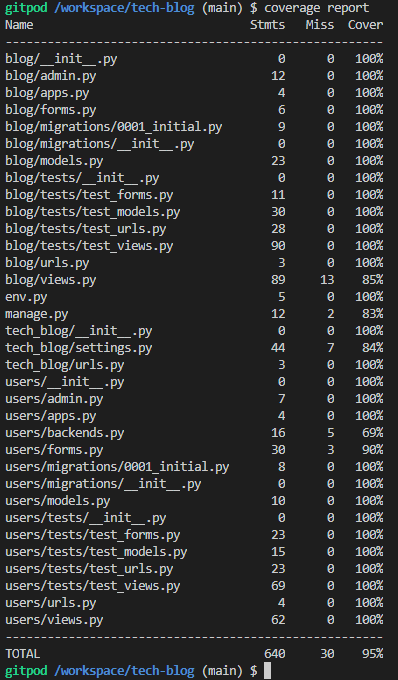 gitpod /workspace/tech-blog (main) $ coverage report
Name                               Stmts   Miss  Cover
------------------------------------------------------
blog/__init__.py                       0      0   100%
blog/admin.py                         12      0   100%
blog/apps.py                           4      0   100%
blog/forms.py                          6      0   100%
blog/migrations/0001_initial.py        9      0   100%
blog/migrations/__init__.py            0      0   100%
blog/models.py                        23      0   100%
blog/tests/__init__.py                 0      0   100%
blog/tests/test_forms.py              11      0   100%
blog/tests/test_models.py             30      0   100%
blog/tests/test_urls.py               28      0   100%
blog/tests/test_views.py              90      0   100%
blog/urls.py                           3      0   100%
blog/views.py                         89     13    85%
env.py                                 5      0   100%
manage.py                             12      2    83%
tech_blog/__init__.py                  0      0   100%
tech_blog/settings.py                 44      7    84%
tech_blog/urls.py                      3      0   100%
users/__init__.py                      0      0   100%
users/admin.py                         7      0   100%
users/apps.py                          4      0   100%
users/backends.py                     16      5    69%
users/forms.py                        30      3    90%
users/migrations/0001_initial.py       8      0   100%
users/migrations/__init__.py           0      0   100%
users/models.py                       10      0   100%
users/tests/__init__.py                0      0   100%
users/tests/test_forms.py             23      0   100%
users/tests/test_models.py            15      0   100%
users/tests/test_urls.py              23      0   100%
users/tests/test_views.py             69      0   100%
users/urls.py                          4      0   100%
users/views.py                        62      0   100%
------------------------------------------------------
TOTAL                                640     30    95%
gitpod /workspace/tech-blog (main) $